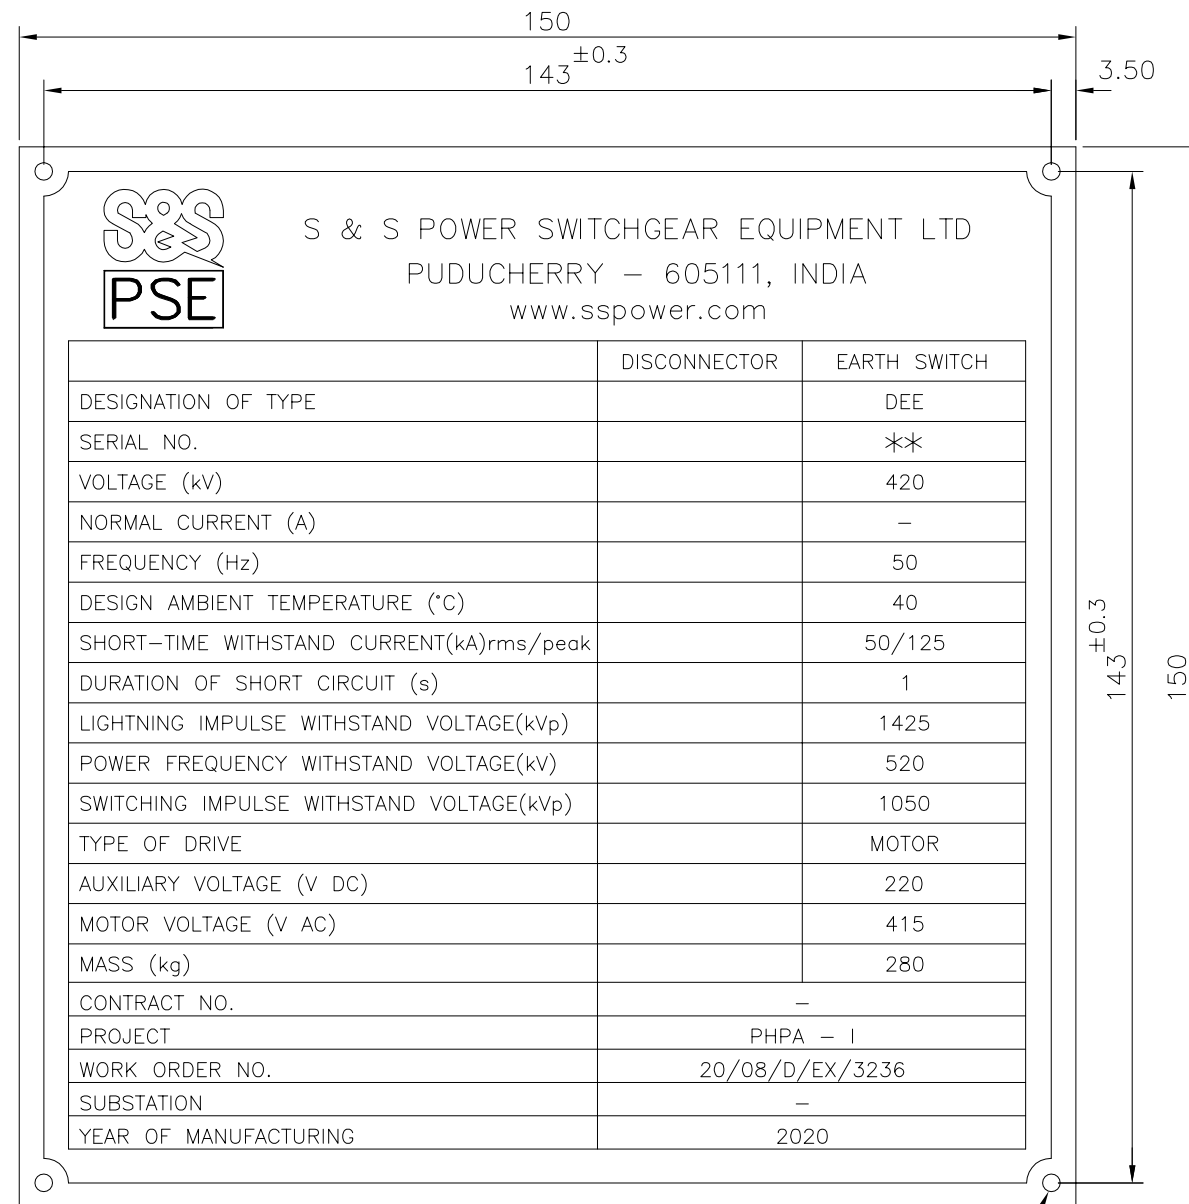 150
143 ±0.3
3.50
S&S
PSE
S & S POWER SWITCHGEAR EQUIPMENT LTD
PUDUCHERRY – 605111, INDIA
www.sspower.com
DISCONNECTOR EARTH SWITCH
DESIGNATION OF TYPE DEE
SERIAL NO. **
VOLTAGE (kV) 420
NORMAL CURRENT (A) –
FREQUENCY (Hz) 50
DESIGN AMBIENT TEMPERATURE (°C) 40
SHORT–TIME WITHSTAND CURRENT(kA)rms/peak 50/125
DURATION OF SHORT CIRCUIT (s) 1
LIGHTNING IMPULSE WITHSTAND VOLTAGE(kVp) 1425
POWER FREQUENCY WITHSTAND VOLTAGE(kV) 520
SWITCHING IMPULSE WITHSTAND VOLTAGE(kVp) 1050
TYPE OF DRIVE MOTOR
AUXILIARY VOLTAGE (V DC) 220
MOTOR VOLTAGE (V AC) 415
MASS (kg) 280
CONTRACT NO. –
PROJECT PHPA – I
WORK ORDER NO. 20/08/D/EX/3236
SUBSTATION –
YEAR OF MANUFACTURING 2020
143 ±0.3
150